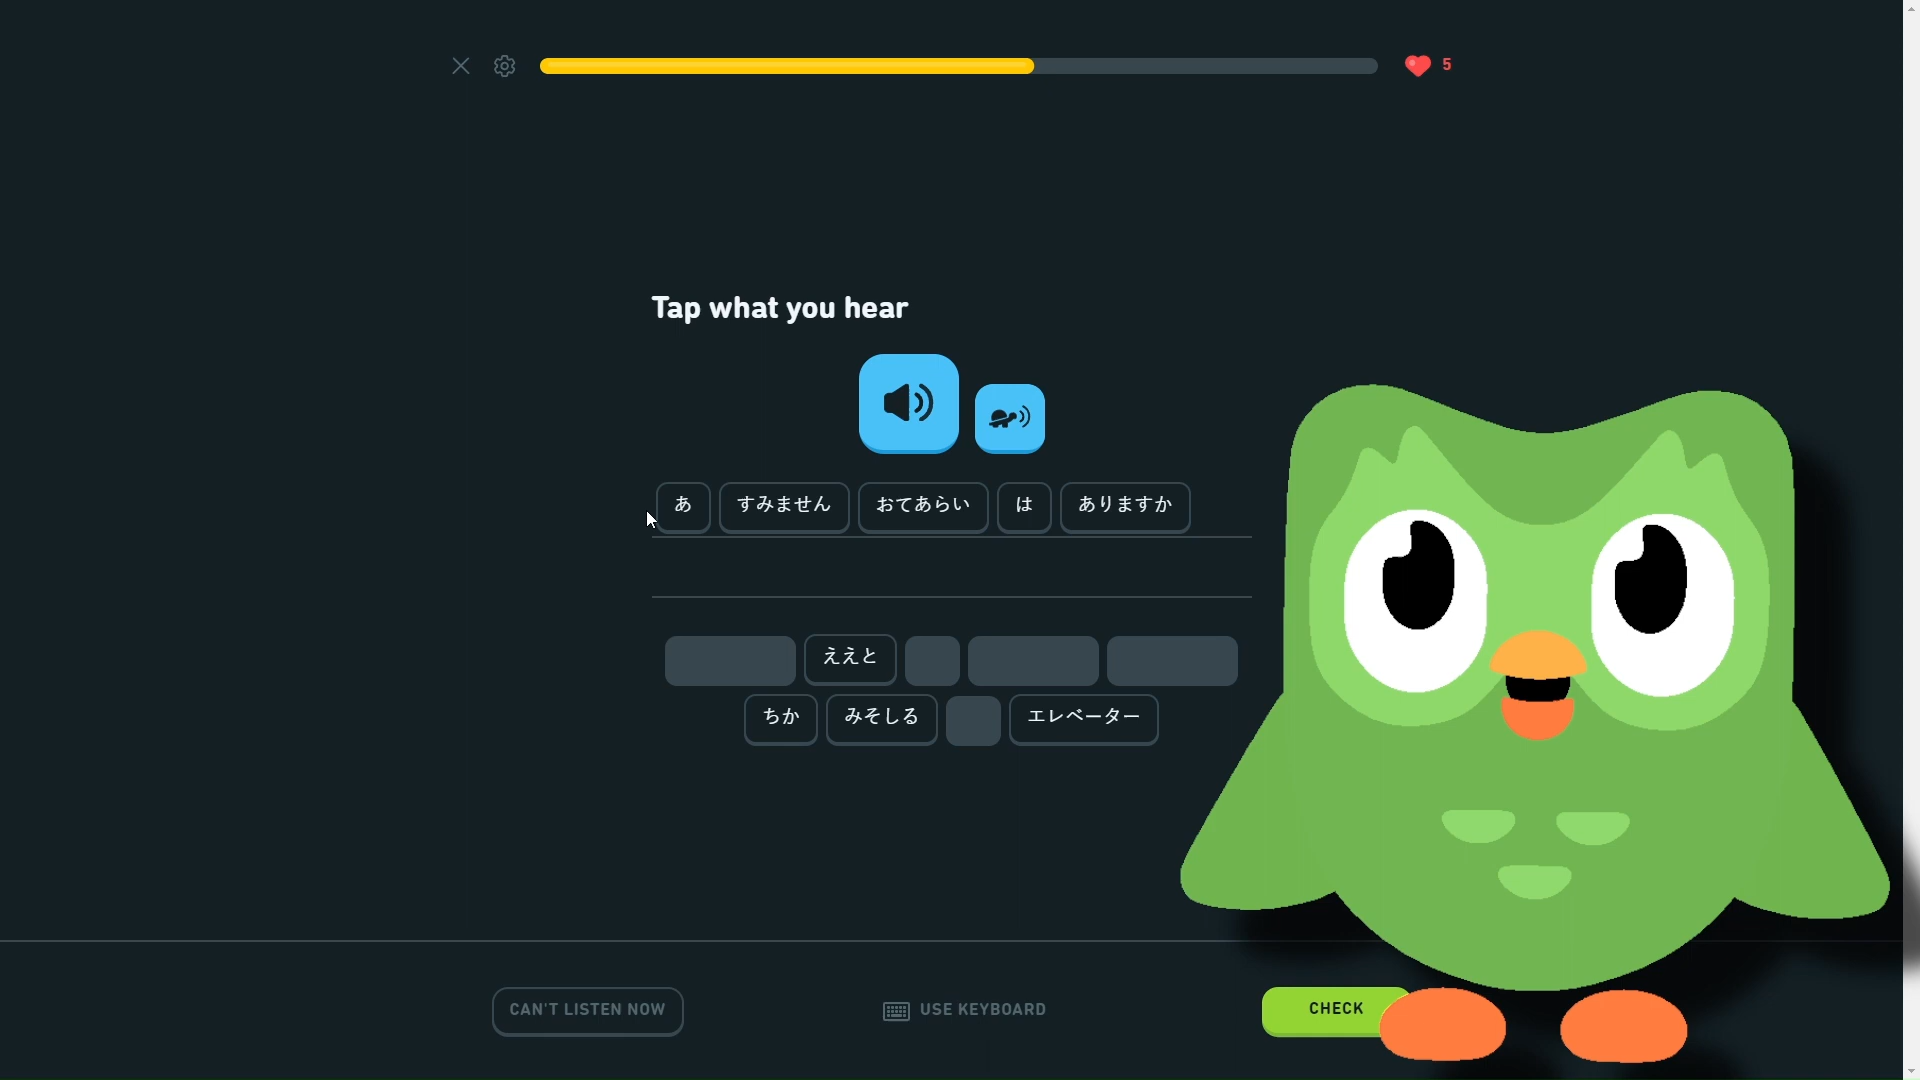 5
Tap what you hear
あ すみません おてあらい は ありますか
ええと
ちか みそしる エレベーター
CAN'T LISTEN NOW USE KEYBOARD CHECK